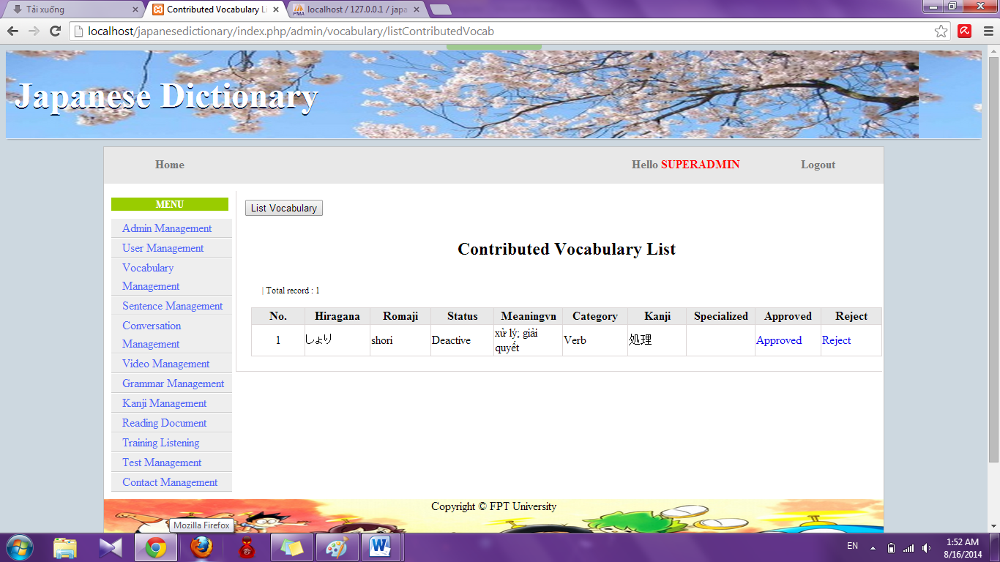 Tải xuống
Contributed Vocabulary Li
PMA localhost / 127.0.0.1 / japa
localhost/japanesedictionary/index.php/admin/vocabulary/listContributedVocab
Japanese Dictionary
Home Hello SUPERADMIN Logout
MENU
Admin Management
User Management
Vocabulary
Management
Sentence Management
Conversation
Management
Video Management
Grammar Management
Kanji Management
Reading Document
Training Listening
Test Management
Contact Management
List Vocabulary
Contributed Vocabulary List
| Total record : 1
No. Hiragana Romaji Status Meaningvn Category Kanji Specialized Approved Reject
1 しょり shori Deactive xử lý; giải quyết Verb 処理 Approved Reject
Copyright © FPT University
Mozilla Firefox
EN
1:52 AM
8/16/2014